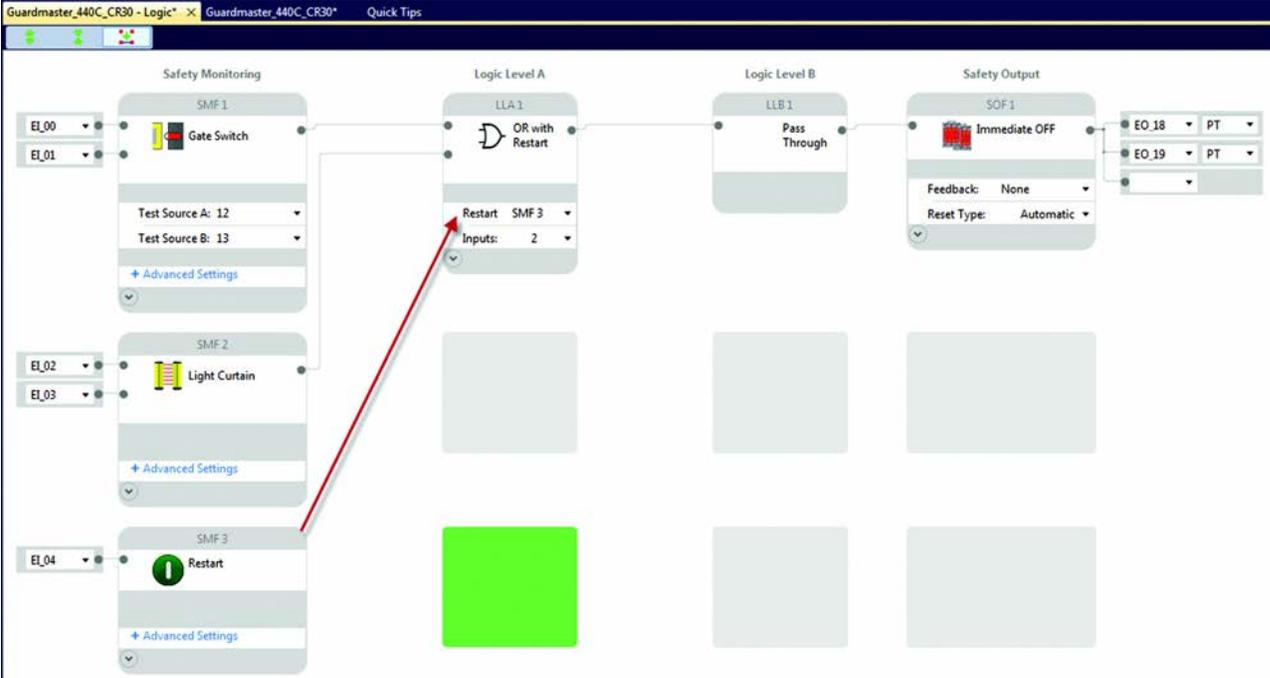 Guardmaster_440C_CR30 - Logic* × Guardmaster_440C_CR30* Quick Tips
Safety Monitoring Logic Level A Logic Level B Safety Output
SMF 1 LLA 1 LLB 1 SOF 1
EI_00
EI_01
Gate Switch
Test Source A: 12
Test Source B: 13
+ Advanced Settings
OR with
Restart
Restart SMF 3
Inputs: 2
Pass
Through
Immediate OFF
Feedback: None
Reset Type: Automatic
EO_18 PT
EO_19 PT
SMF 2
EI_02
EI_03
Light Curtain
+ Advanced Settings
SMF 3
EI_04
Restart
+ Advanced Settings